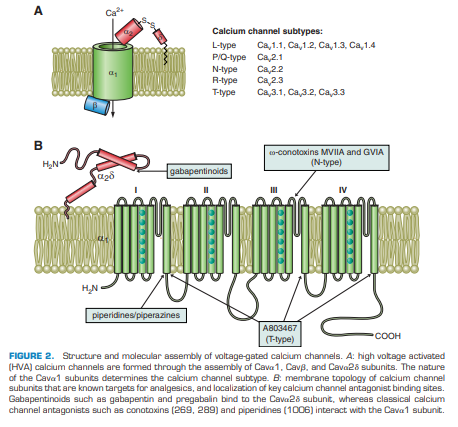 A
Ca²⁺
S
S
α₂
δ
α₁
β
Calcium channel subtypes:
L-type Caᵥ1.1, Caᵥ1.2, Caᵥ1.3, Caᵥ1.4
P/Q-type Caᵥ2.1
N-type Caᵥ2.2
R-type Caᵥ2.3
T-type Caᵥ3.1, Caᵥ3.2, Caᵥ3.3
B
ω-conotoxins MVIIA and GVIA
(N-type)
H₂N
α₂δ
gabapentinoids
I II III IV
α₁
H₂N
piperidines/piperazines
A803467
(T-type)
COOH
FIGURE 2. Structure and molecular assembly of voltage-gated calcium channels. A: high voltage activated
(HVA) calcium channels are formed through the assembly of Cavα1, Cavβ, and Cavα2δ subunits. The nature
of the Cavα1 subunits determines the calcium channel subtype. B: membrane topology of calcium channel
subunits that are known targets for analgesics, and localization of key calcium channel antagonist binding sites.
Gabapentinoids such as gabapentin and pregabalin bind to the Cavα2δ subunit, whereas classical calcium
channel antagonists such as conotoxins (269, 289) and piperidines (1006) interact with the Cavα1 subunit.